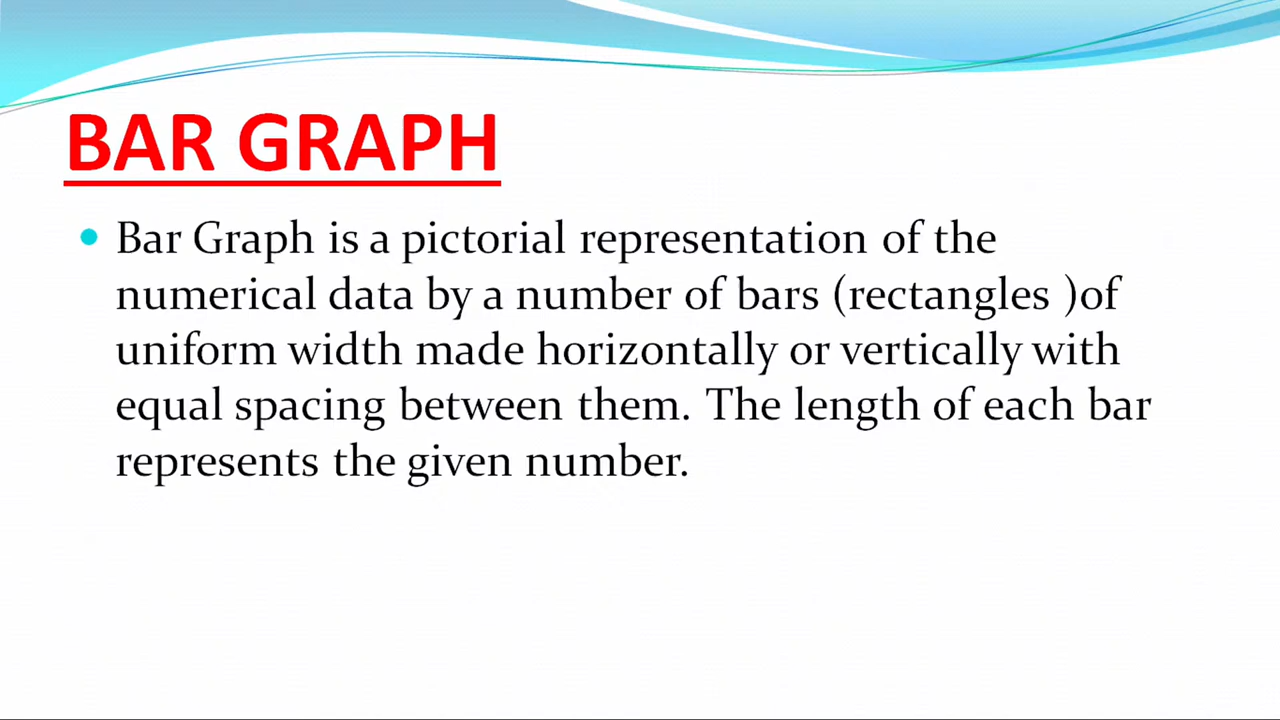 BAR GRAPH
Bar Graph is a pictorial representation of the
numerical data by a number of bars (rectangles )of
uniform width made horizontally or vertically with
equal spacing between them. The length of each bar
represents the given number.